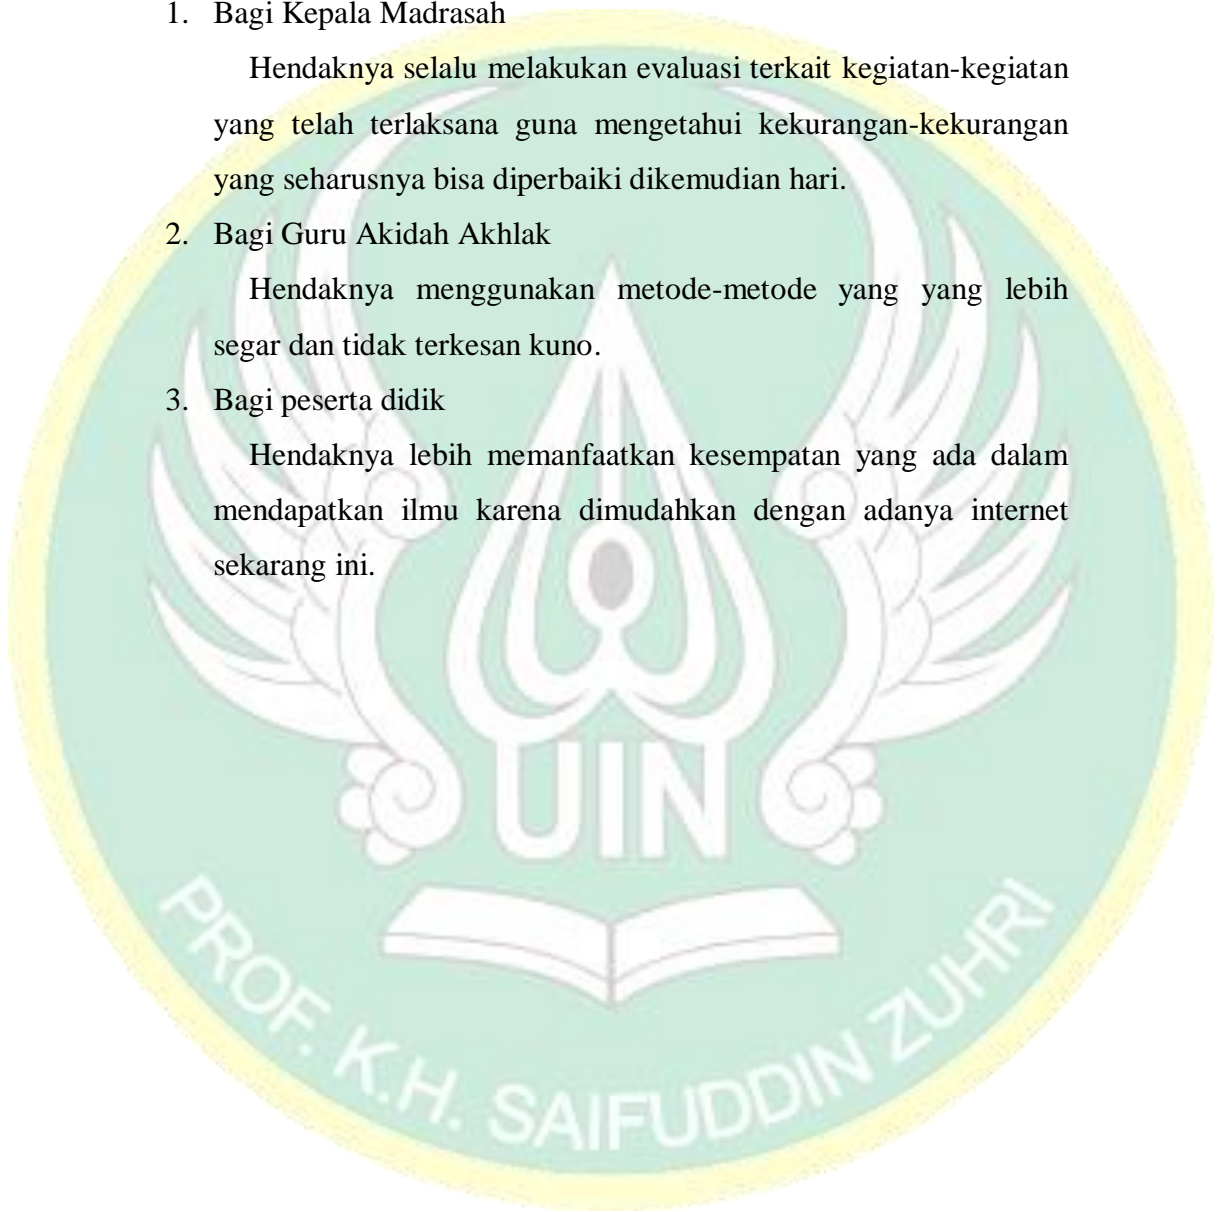 1. Bagi Kepala Madrasah
Hendaknya selalu melakukan evaluasi terkait kegiatan-kegiatan
yang telah terlaksana guna mengetahui kekurangan-kekurangan
yang seharusnya bisa diperbaiki dikemudian hari.
2. Bagi Guru Akidah Akhlak
Hendaknya menggunakan metode-metode yang yang lebih
segar dan tidak terkesan kuno.
3. Bagi peserta didik
Hendaknya lebih memanfaatkan kesempatan yang ada dalam
mendapatkan ilmu karena dimudahkan dengan adanya internet
sekarang ini.
UIN
PROF. K.H. SAIFUDDIN ZUHRI